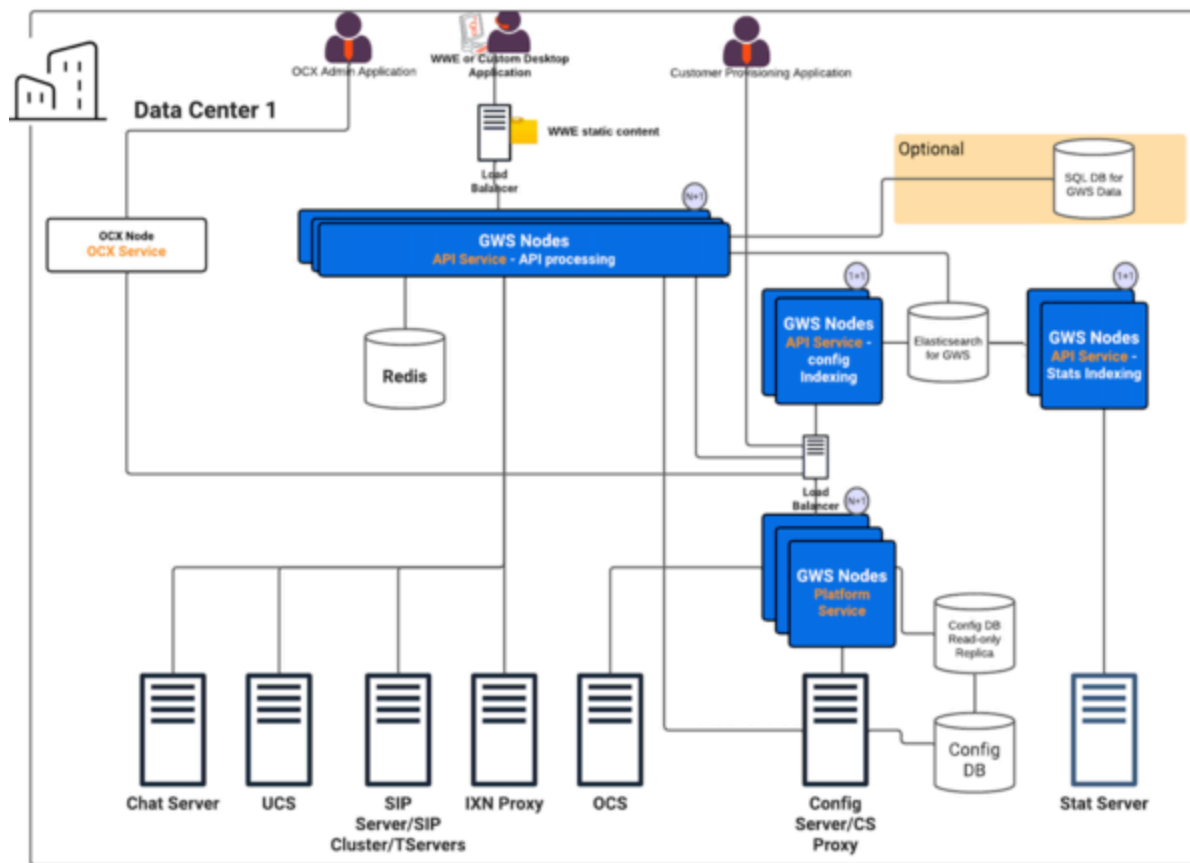 OCX Admin Application
WWE or Custom Desktop
Application
Customer Provisioning Application
Data Center 1
WWE static content
Load
Balancer
Optional
SQL DB for
GWS Data
N+1
OCX Node
OCX Service
GWS Nodes
API Service - API processing
1+1
1+1
GWS Nodes
API Service -
config
Indexing
Elasticsearch
for GWS
GWS Nodes
API Service -
Stats Indexing
Redis
Load
Balancer
N+1
GWS Nodes
Platform
Service
Config DB
Read-only
Replica
Config
DB
Chat Server
UCS
SIP
Server/SIP
Cluster/TServers
IXN Proxy
OCS
Config
Server/CS
Proxy
Stat Server